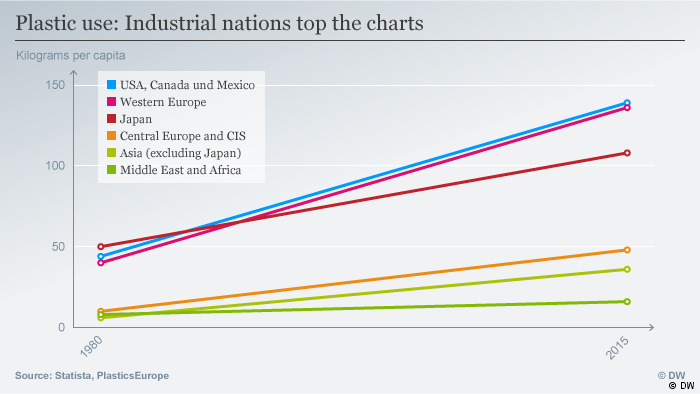 Plastic use: Industrial nations top the charts
Kilograms per capita
150
100
50
0
USA, Canada und Mexico
Western Europe
Japan
Central Europe and CIS
Asia (excluding Japan)
Middle East and Africa
1980
2015
Source: Statista, PlasticsEurope
© DW
© DW